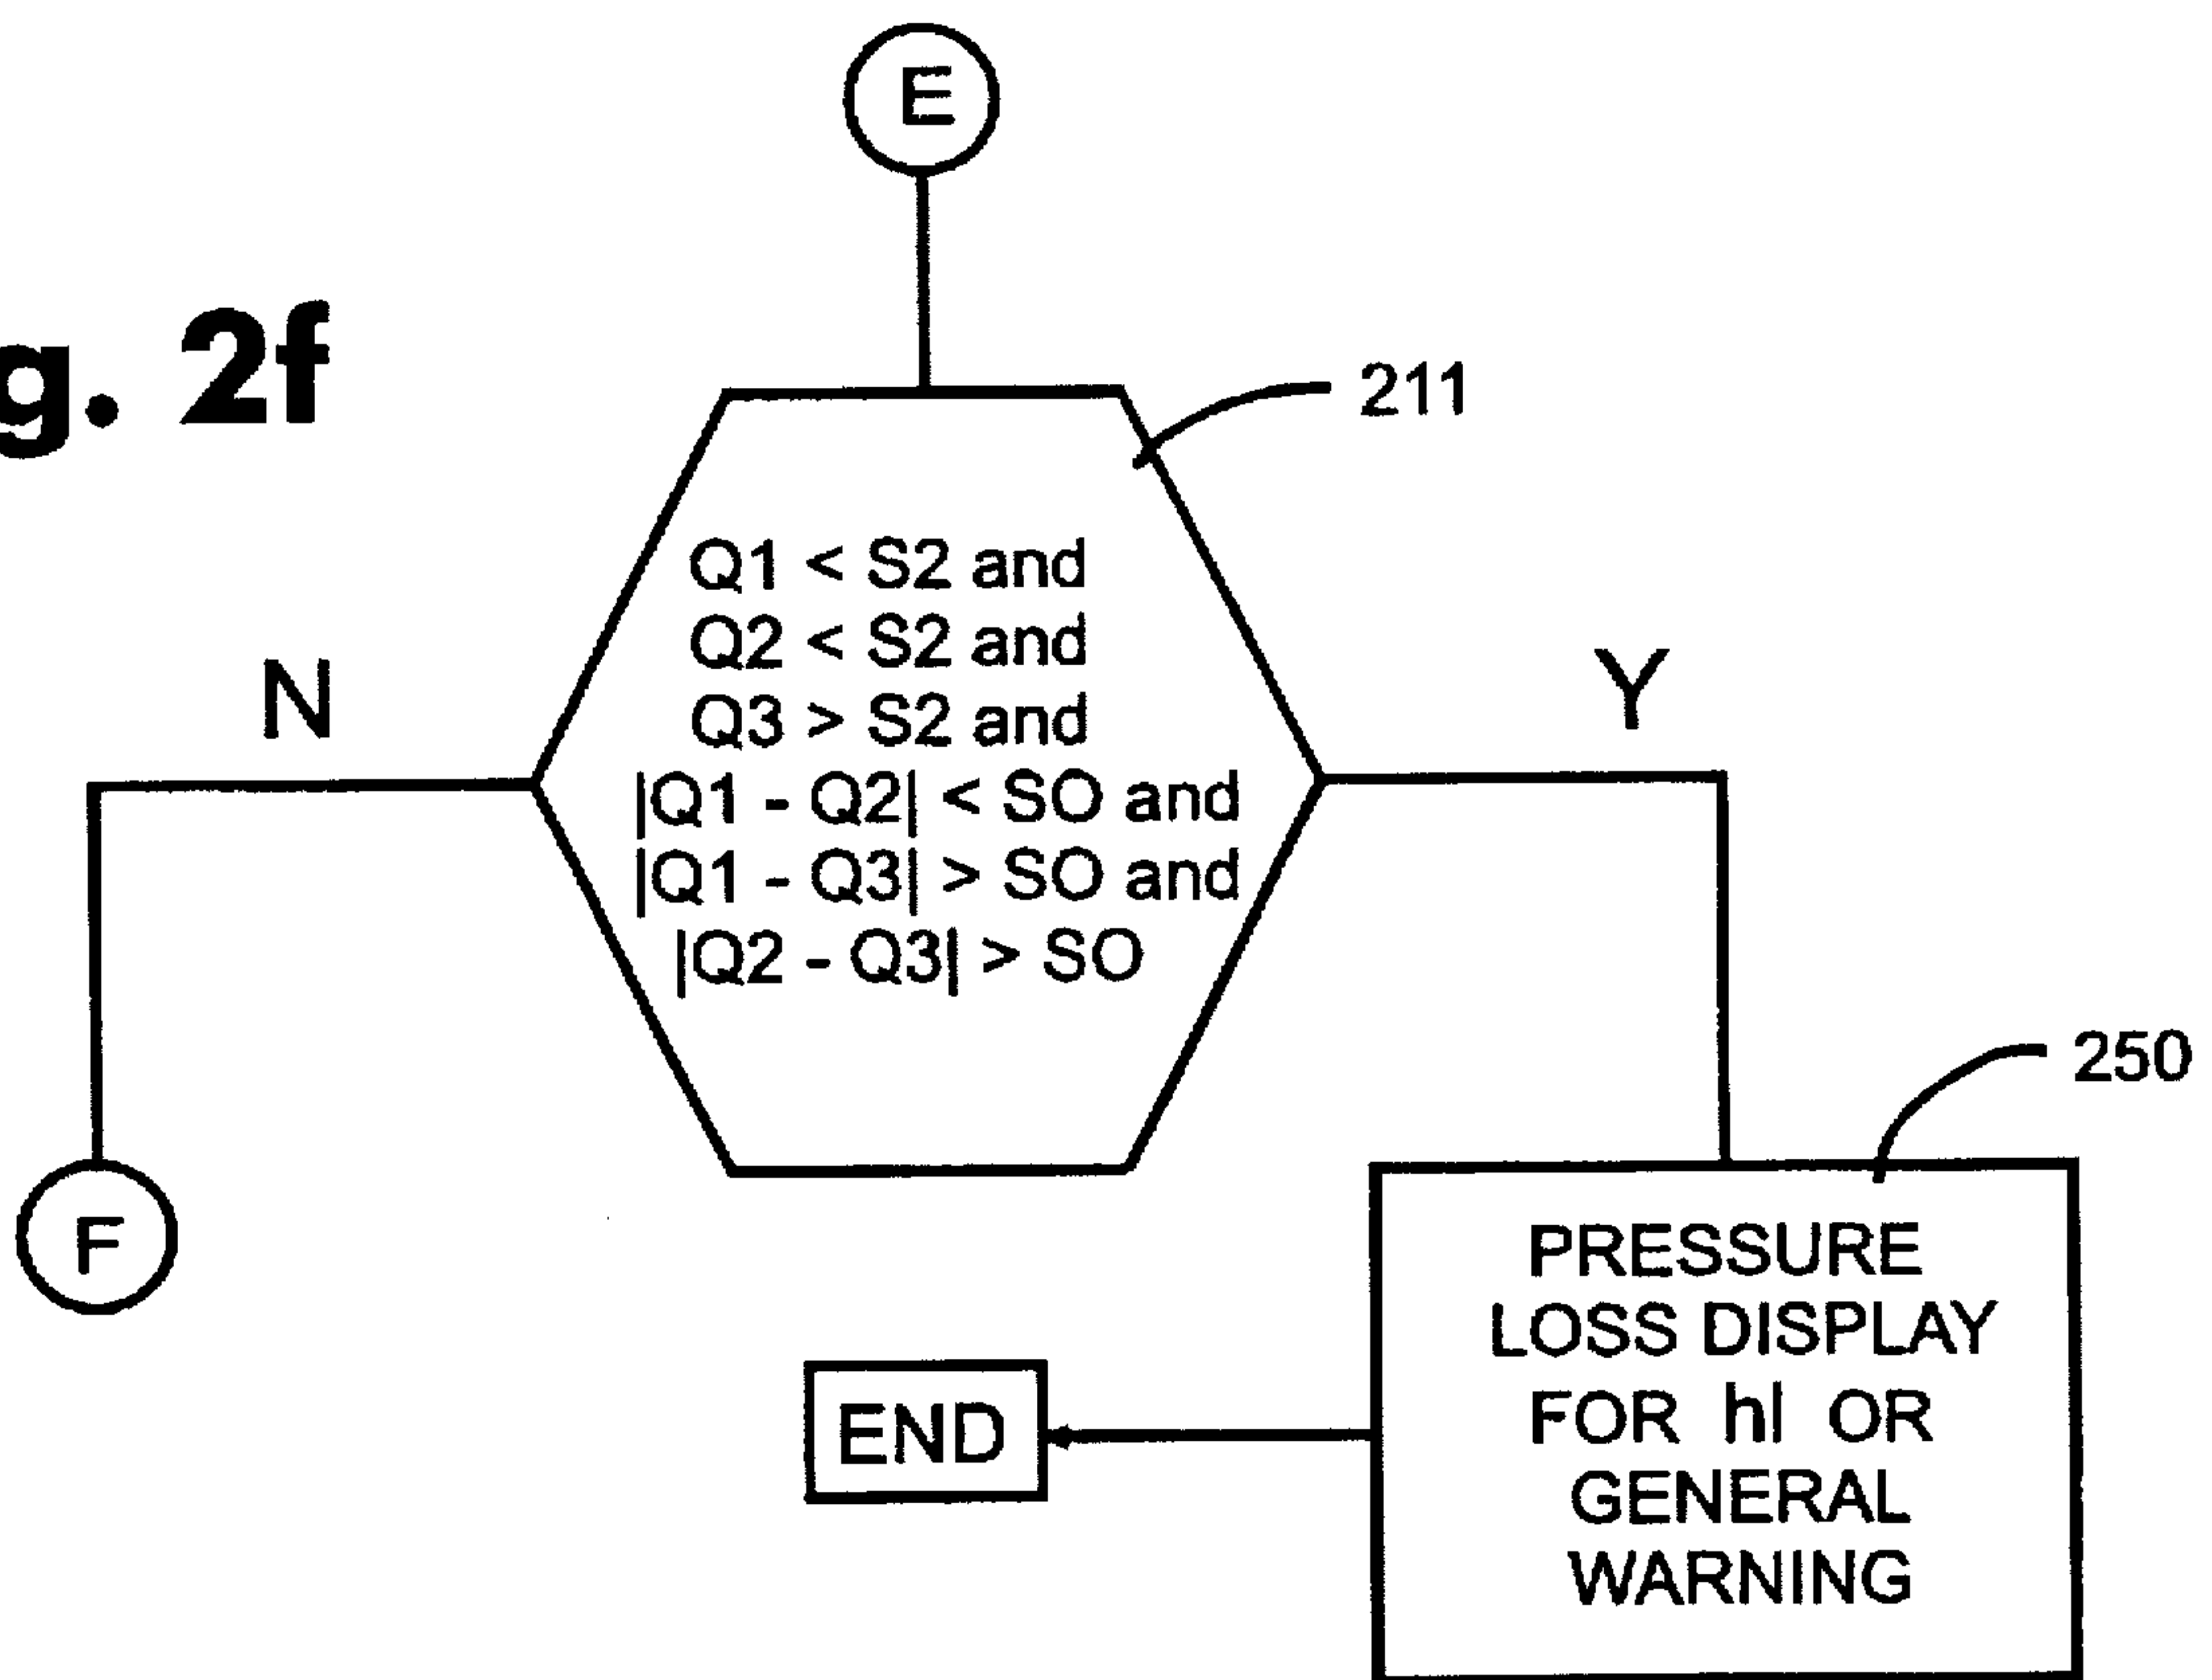 E
g. 2f
211
Q1 < S2 and
Q2 < S2 and
Q3 > S2 and
|Q1 - Q2| < SO and
|Q1 - Q3| > SO and
|Q2 - Q3| > SO
N
Y
250
F
PRESSURE
LOSS DISPLAY
FOR hl OR
GENERAL
WARNING
END